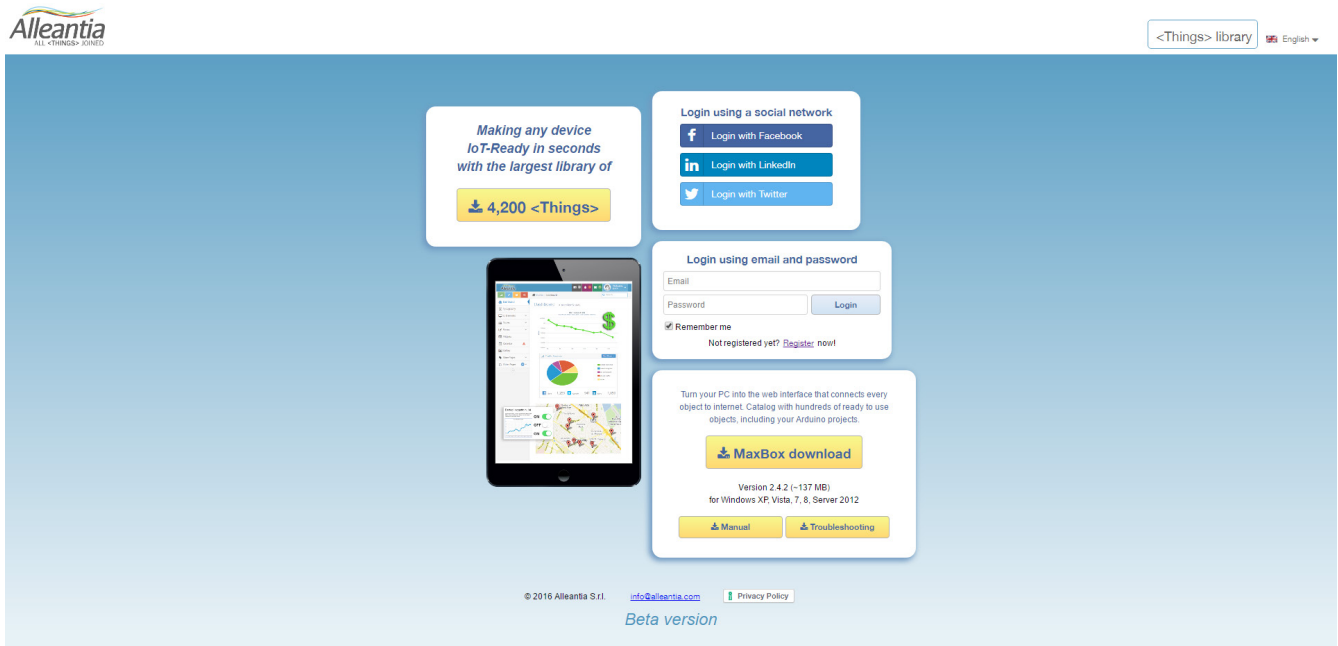 Alleantia
ALL <THINGS> JOINED
<Things> library
English
Making any device
IoT-Ready in seconds
with the largest library of
4,200 <Things>
Login using a social network
Login with Facebook
Login with LinkedIn
Login with Twitter
Login using email and password
Email
Password
Login
Remember me
Not registered yet? Register now!
ON
OFF
ON
Turn your PC into the web interface that connects every
object to internet. Catalog with hundreds of ready to use
objects, including your Arduino projects.
MaxBox download
Version 2.4.2 (~137 MB)
for Windows XP, Vista, 7, 8, Server 2012
Manual
Troubleshooting
© 2016 Alleantia S.r.l.
info@alleantia.com
Privacy Policy
Beta version